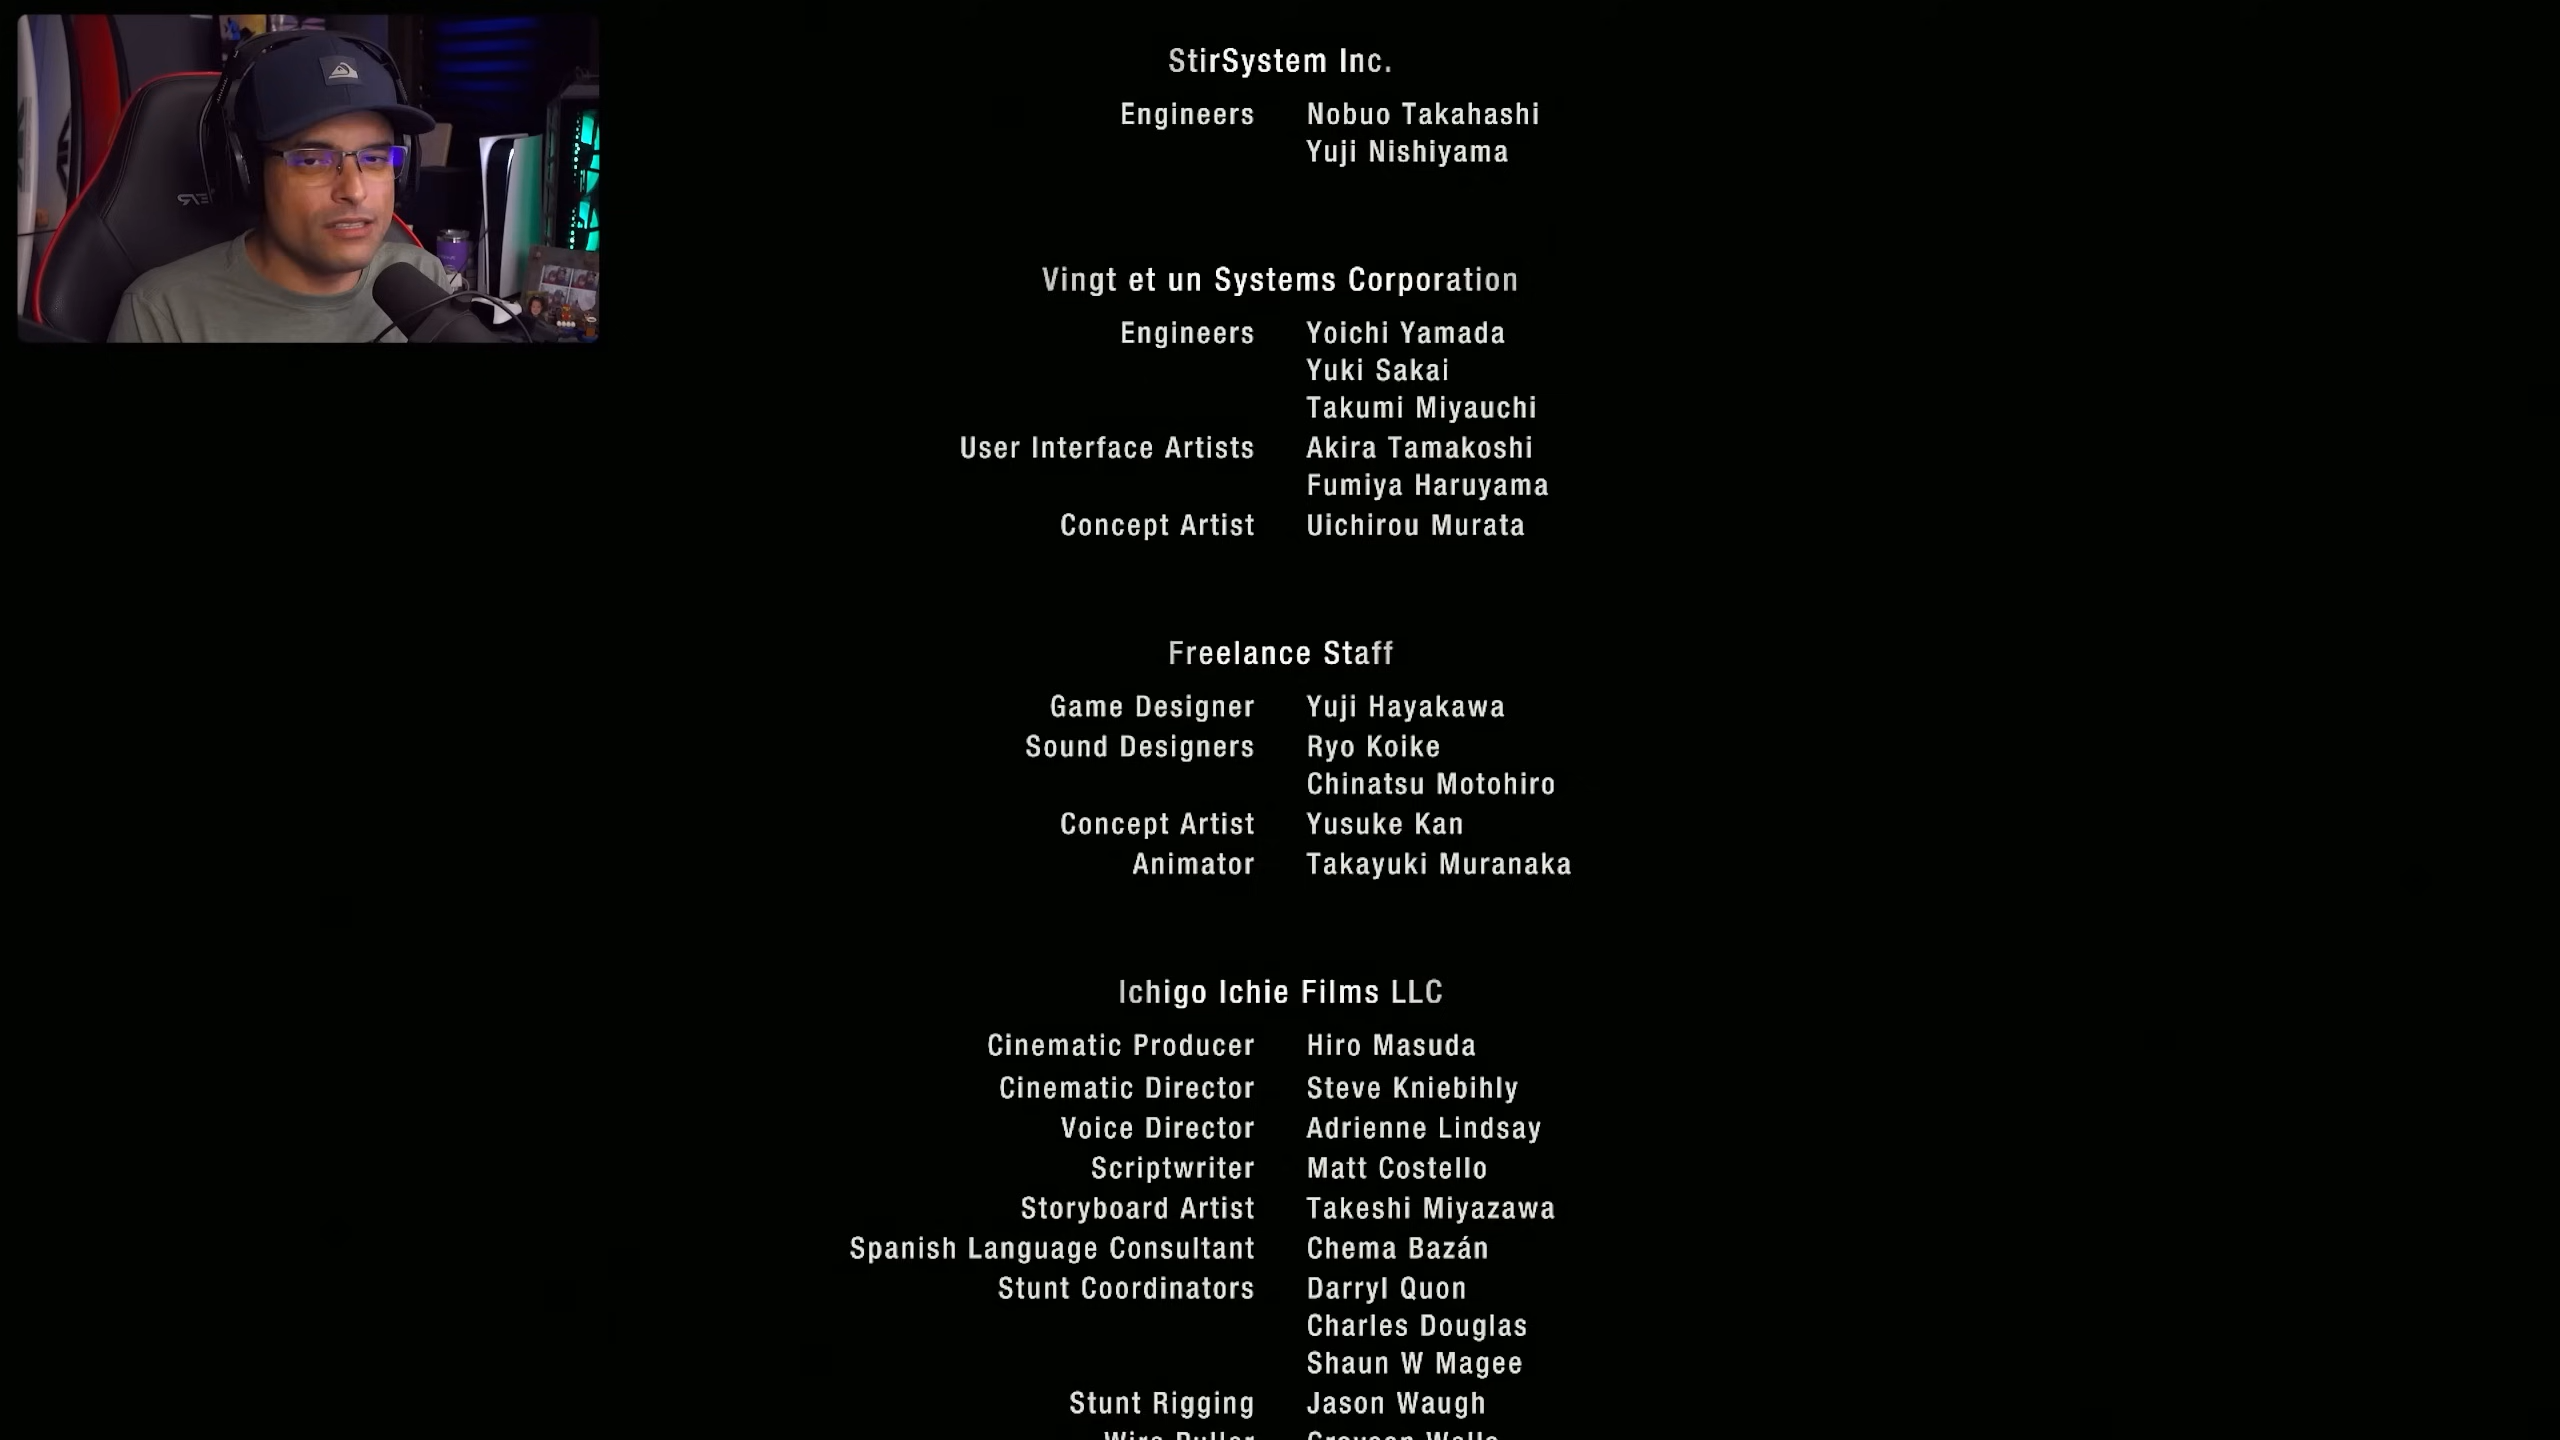 StirSystem Inc.
Engineers Nobuo Takahashi
Yuji Nishiyama
Vingt et un Systems Corporation
Engineers Yoichi Yamada
Yuki Sakai
Takumi Miyauchi
User Interface Artists Akira Tamakoshi
Fumiya Haruyama
Concept Artist Uichirou Murata
Freelance Staff
Game Designer Yuji Hayakawa
Sound Designers Ryo Koike
Chinatsu Motohiro
Concept Artist Yusuke Kan
Animator Takayuki Muranaka
Ichigo Ichie Films LLC
Cinematic Producer Hiro Masuda
Cinematic Director Steve Kniebihly
Voice Director Adrienne Lindsay
Scriptwriter Matt Costello
Storyboard Artist Takeshi Miyazawa
Spanish Language Consultant Chema Bazán
Stunt Coordinators Darryl Quon
Charles Douglas
Shaun W Magee
Stunt Rigging Jason Waugh